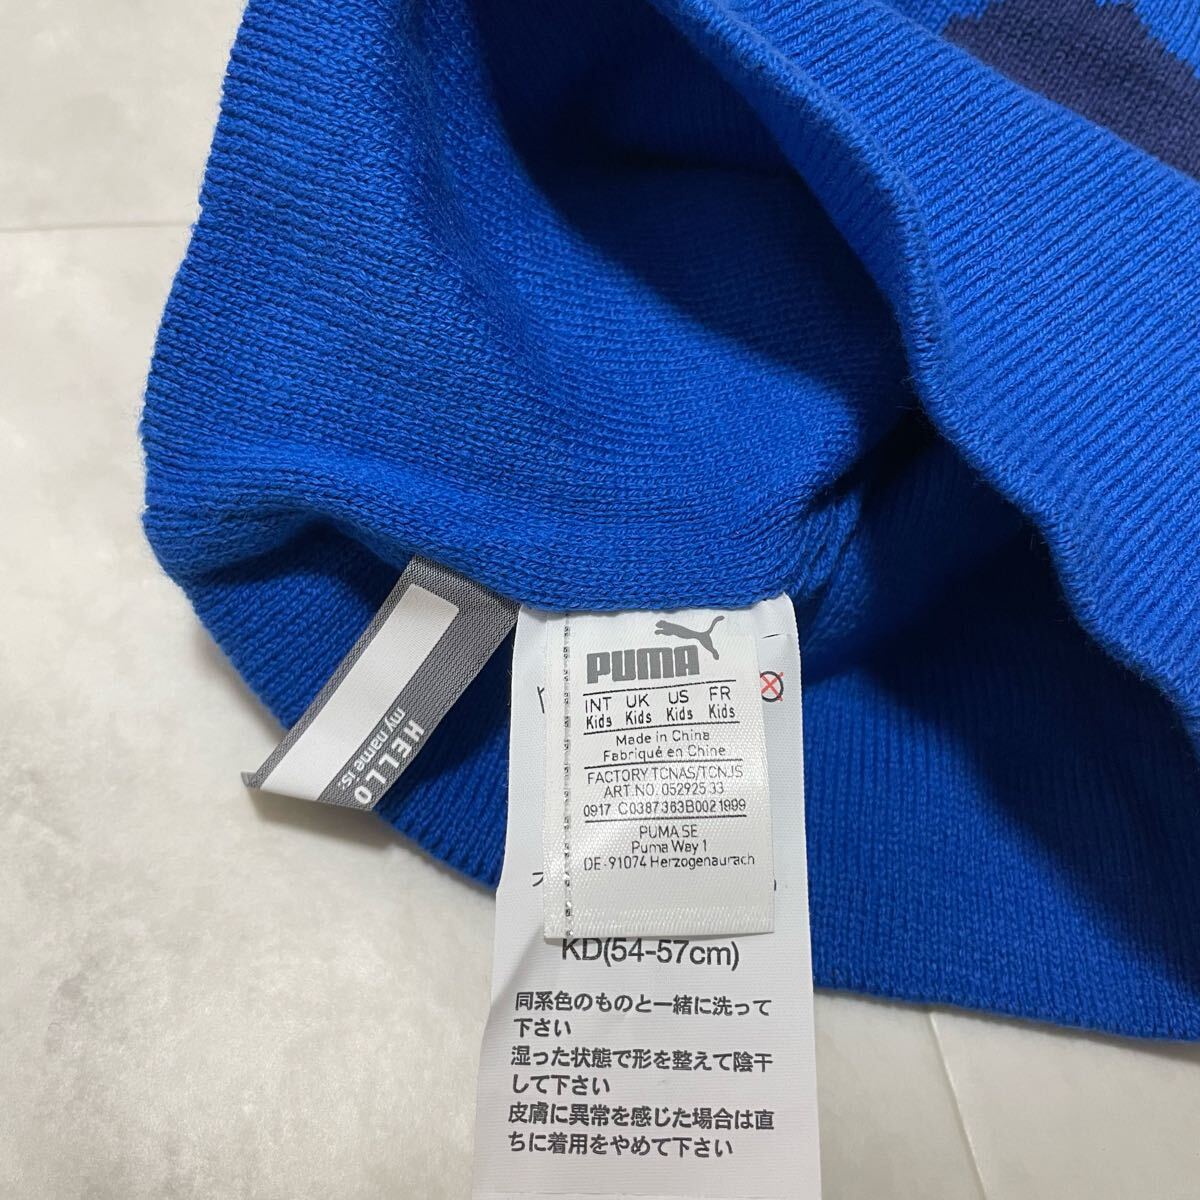 PUMA
INT UK US FR
Kids Kids Kids Kids
Made in China
Fabriqué en Chine
FACTORY TCNAS/TCNJS
ART.NO. 052925 33
0917 C0387363B0021999
PUMA SE
Puma Way 1
DE-91074 Herzogenaurach
HELLO
my name is:
KD(54-57cm)
同系色のものと一緒に洗って
下さい
湿った状態で形を整えて陰干
して下さい
皮膚に異常を感じた場合は直
ちに着用をやめて下さい